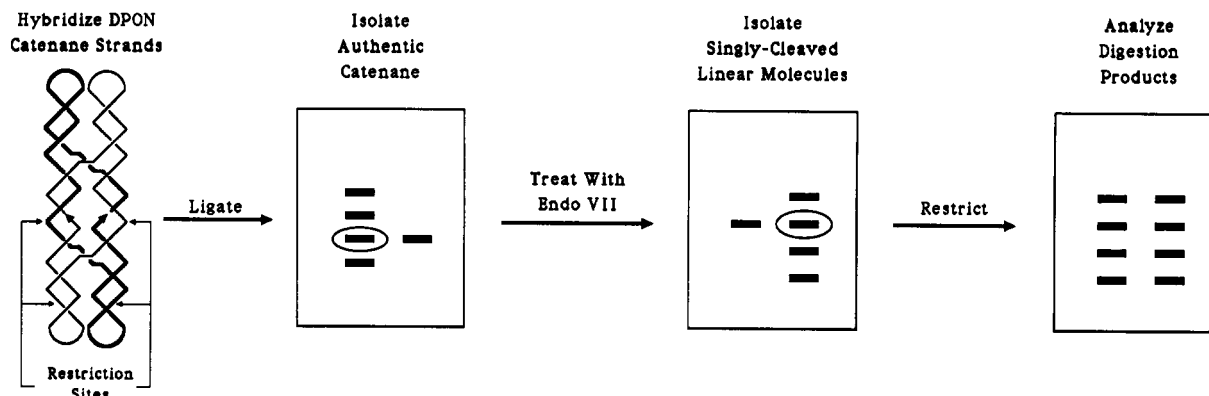 Hybridize DPON
Catenane Strands
Restriction
Sites
Ligate
Isolate
Authentic
Catenane
Treat With
Endo VII
Isolate
Singly-Cleaved
Linear Molecules
Restrict
Analyze
Digestion
Products